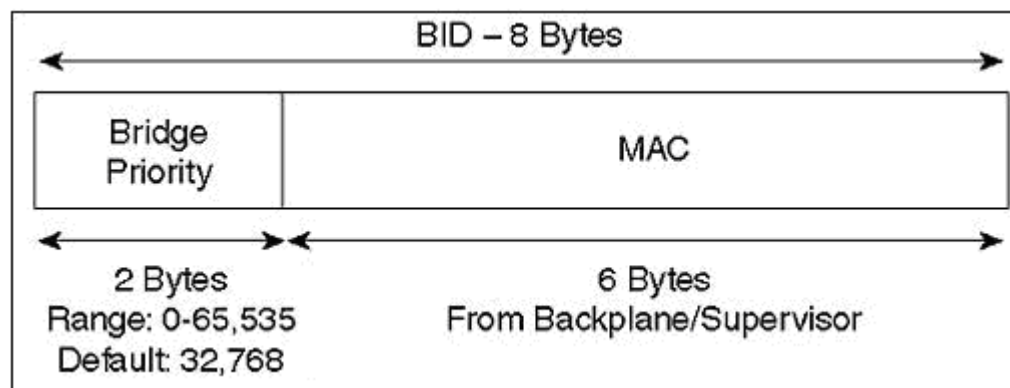 BID – 8 Bytes
Bridge
Priority
MAC
2 Bytes
Range: 0-65,535
Default: 32,768
6 Bytes
From Backplane/Supervisor